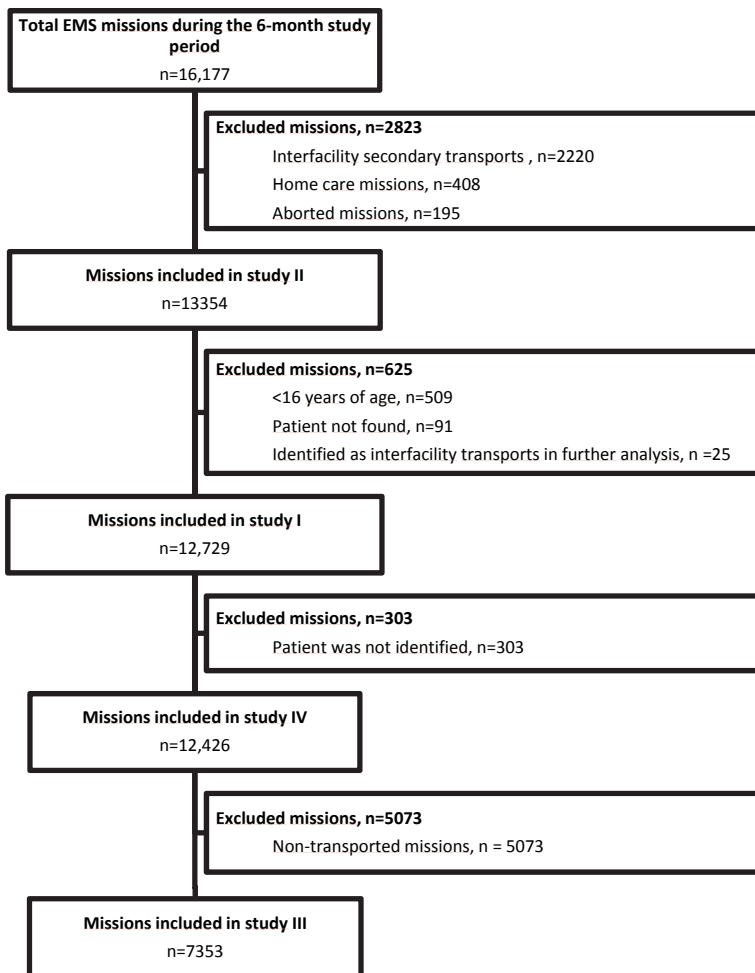 Total EMS missions during the 6-month study
period
n=16,177
Excluded missions, n=2823
Interfacility secondary transports , n=2220
Home care missions, n=408
Aborted missions, n=195
Missions included in study II
n=13354
Excluded missions, n=625
<16 years of age, n=509
Patient not found, n=91
Identified as interfacility transports in further analysis, n =25
Missions included in study I
n=12,729
Excluded missions, n=303
Patient was not identified, n=303
Missions included in study IV
n=12,426
Excluded missions, n=5073
Non-transported missions, n = 5073
Missions included in study III
n=7353